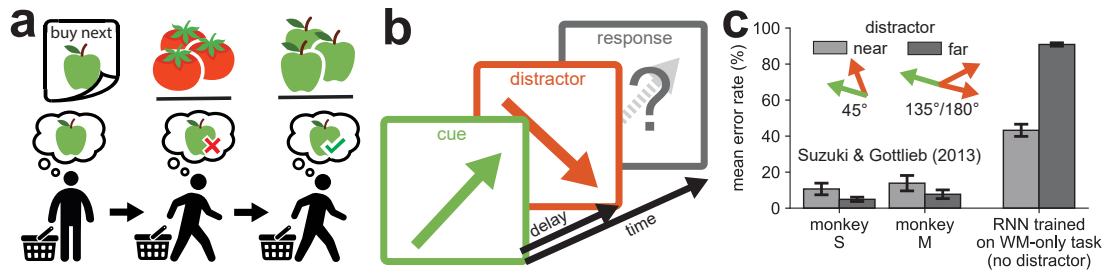 a
buy next
b
cue
distractor
response
?
delay
time
c
distractor
near
far
45°
135°/180°
Suzuki & Gottlieb (2013)
mean error rate (%)
100
80
60
40
20
0
monkey
S
monkey
M
RNN trained
on WM-only task
(no distractor)